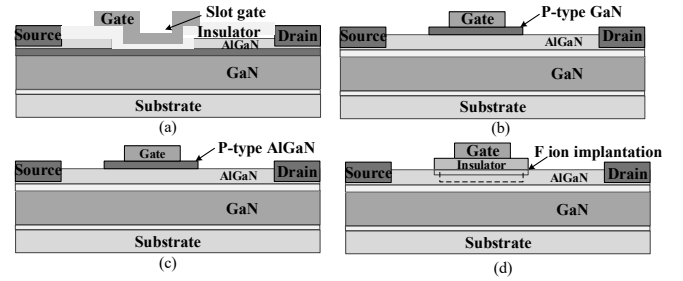 Gate
Slot gate
Source
Insulator
Drain
AlGaN
GaN
Substrate
(a)
Gate
P-type GaN
Source
AlGaN
Drain
GaN
Substrate
(b)
Gate
P-type AlGaN
Source
AlGaN
Drain
GaN
Substrate
(c)
Gate
Insulator
F ion implantation
Source
AlGaN
Drain
GaN
Substrate
(d)